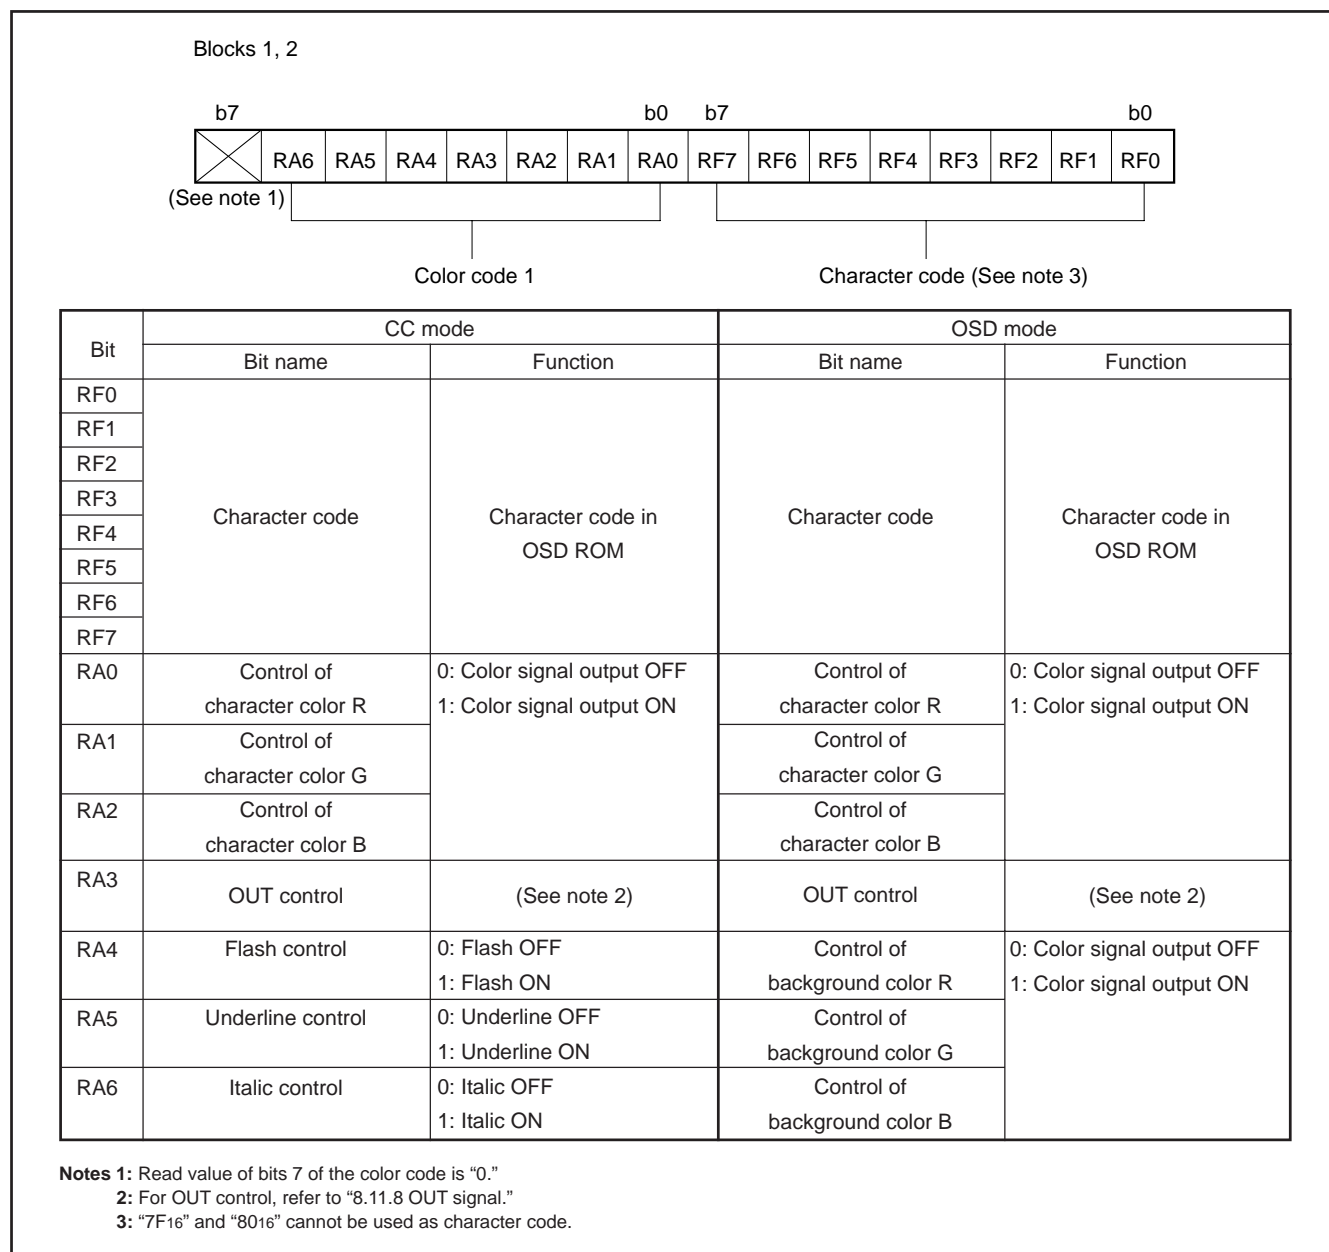 Blocks 1, 2
b7 b0 b7 b0
RA6 RA5 RA4 RA3 RA2 RA1 RA0 RF7 RF6 RF5 RF4 RF3 RF2 RF1 RF0
(See note 1)
Color code 1 Character code (See note 3)
Bit CC mode OSD mode
Bit name Function Bit name Function
RF0
RF1
RF2
RF3
RF4
RF5
RF6
RF7
Character code Character code in Character code Character code in
OSD ROM OSD ROM
RA0 Control of 0: Color signal output OFF Control of 0: Color signal output OFF
character color R 1: Color signal output ON character color R 1: Color signal output ON
RA1 Control of Control of
character color G character color G
RA2 Control of Control of
character color B character color B
RA3 OUT control (See note 2) OUT control (See note 2)
RA4 Flash control 0: Flash OFF Control of 0: Color signal output OFF
1: Flash ON background color R 1: Color signal output ON
RA5 Underline control 0: Underline OFF Control of
1: Underline ON background color G
RA6 Italic control 0: Italic OFF Control of
1: Italic ON background color B
Notes 1: Read value of bits 7 of the color code is “0.”
2: For OUT control, refer to “8.11.8 OUT signal.”
3: “7F16” and “8016” cannot be used as character code.